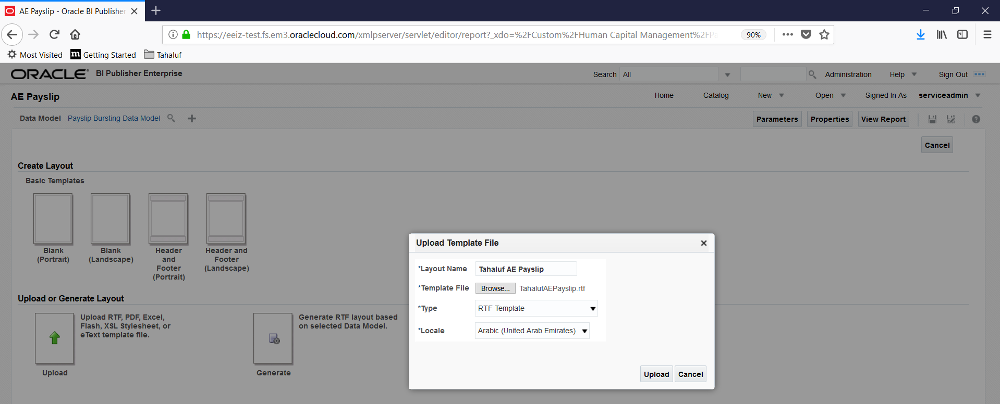 AE Payslip - Oracle BI Publisher
https://eeiz-test.fs.em3.oraclecloud.com/xmlpserver/servlet/editor/report?_xdo=%2FCustom%2FHuman Capital Management%2FPa
90%
Most Visited
m Getting Started
Tahaluf
ORACLE BI Publisher Enterprise
Search All
Administration
Help
Sign Out
AE Payslip
Home
Catalog
New
Open
Signed In As serviceadmin
Data Model Payslip Bursting Data Model
Parameters
Properties
View Report
Cancel
Create Layout
Basic Templates
Blank
(Portrait)
Blank
(Landscape)
Header
and
Footer
(Portrait)
Header and
Footer
(Landscape)
Upload or Generate Layout
Upload RTF, PDF, Excel,
Flash, XSL Stylesheet, or
eText template file.
Upload
Generate RTF layout based
on selected Data Model.
Generate
Upload Template File
*Layout Name Tahaluf AE Payslip
*Template File Browse... TahalufAEPayslip.rtf
*Type RTF Template
*Locale Arabic (United Arab Emirates)
Upload
Cancel